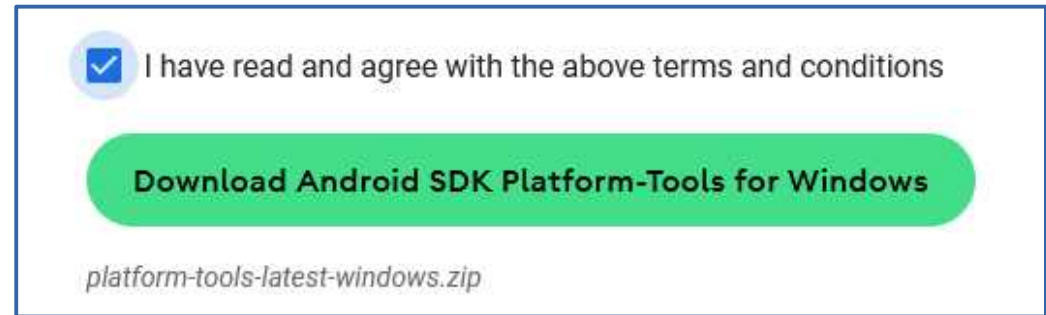 I have read and agree with the above terms and conditions
Download Android SDK Platform-Tools for Windows
platform-tools-latest-windows.zip